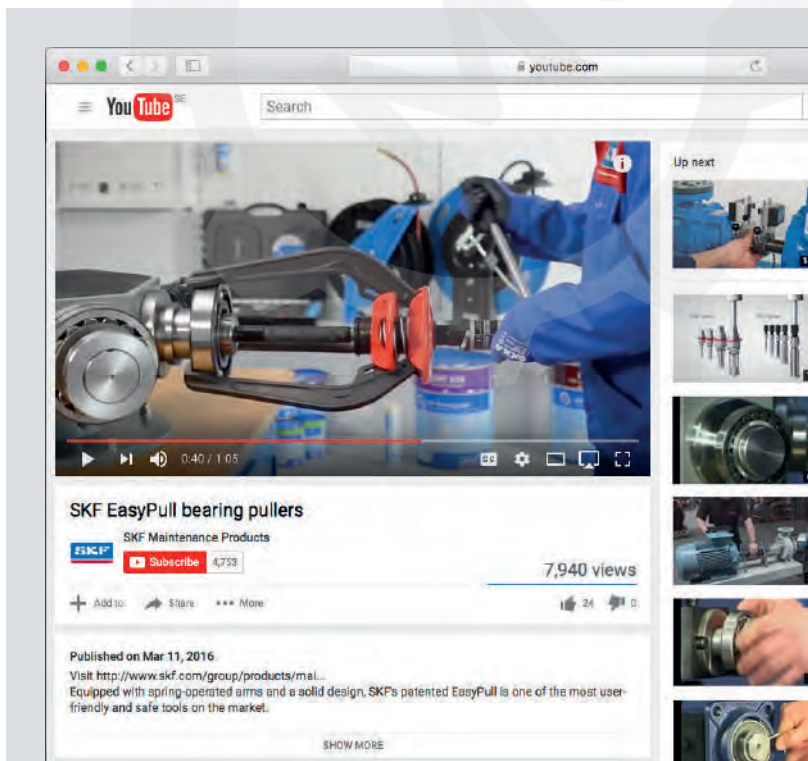 youtube.com
YouTube SE
Search
Up next
0:40 / 1:05
CC
SKF EasyPull bearing pullers
SKF
SKF Maintenance Products
Subscribe 4,753
7,940 views
Add to Share More
24 0
Published on Mar 11, 2016
Visit http://www.skf.com/group/products/mai...
Equipped with spring-operated arms and a solid design, SKF's patented EasyPull is one of the most user-
friendly and safe tools on the market.
SHOW MORE